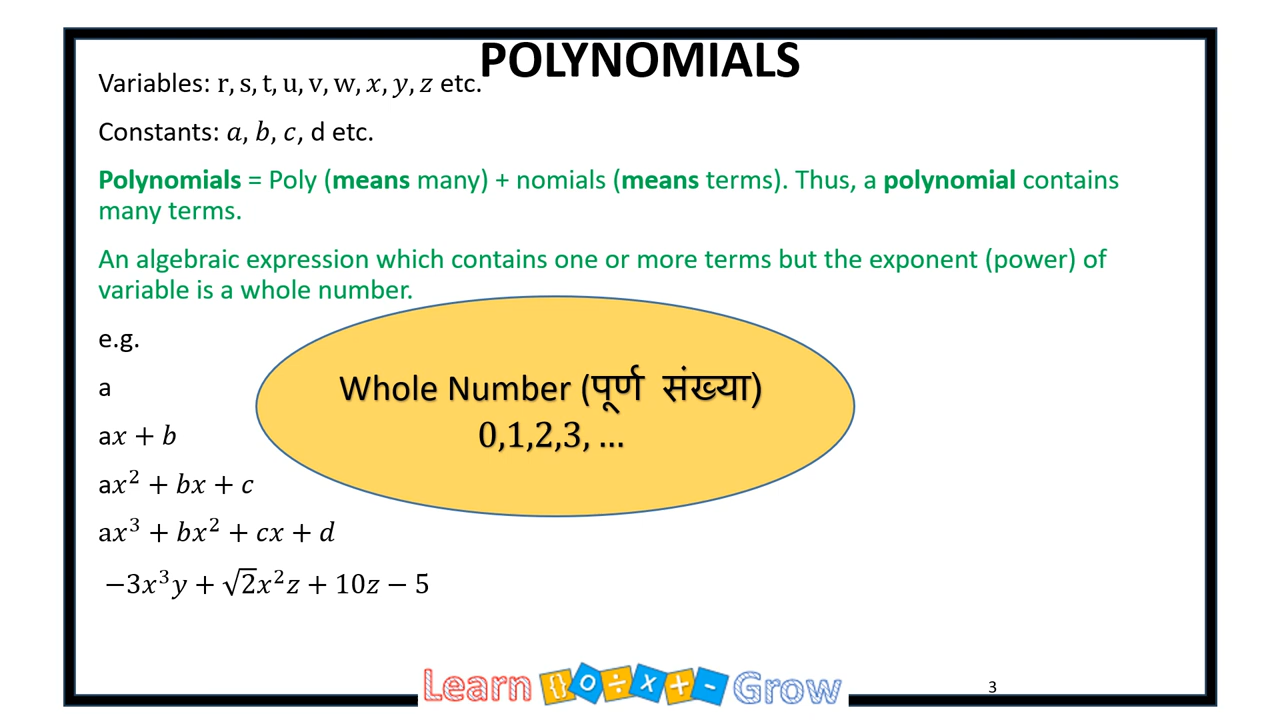 POLYNOMIALS
Variables: r, s, t, u, v, w, x, y, z etc.
Constants: a, b, c, d etc.
Polynomials = Poly (means many) + nomials (means terms). Thus, a polynomial contains
many terms.
An algebraic expression which contains one or more terms but the exponent (power) of
variable is a whole number.
e.g.
a
ax + b
ax² + bx + c
ax³ + bx² + cx + d
−3x³y + √2x²z + 10z − 5
Whole Number (पूर्ण संख्या)
0,1,2,3, …
Learn {} O ÷ x + - Grow
3